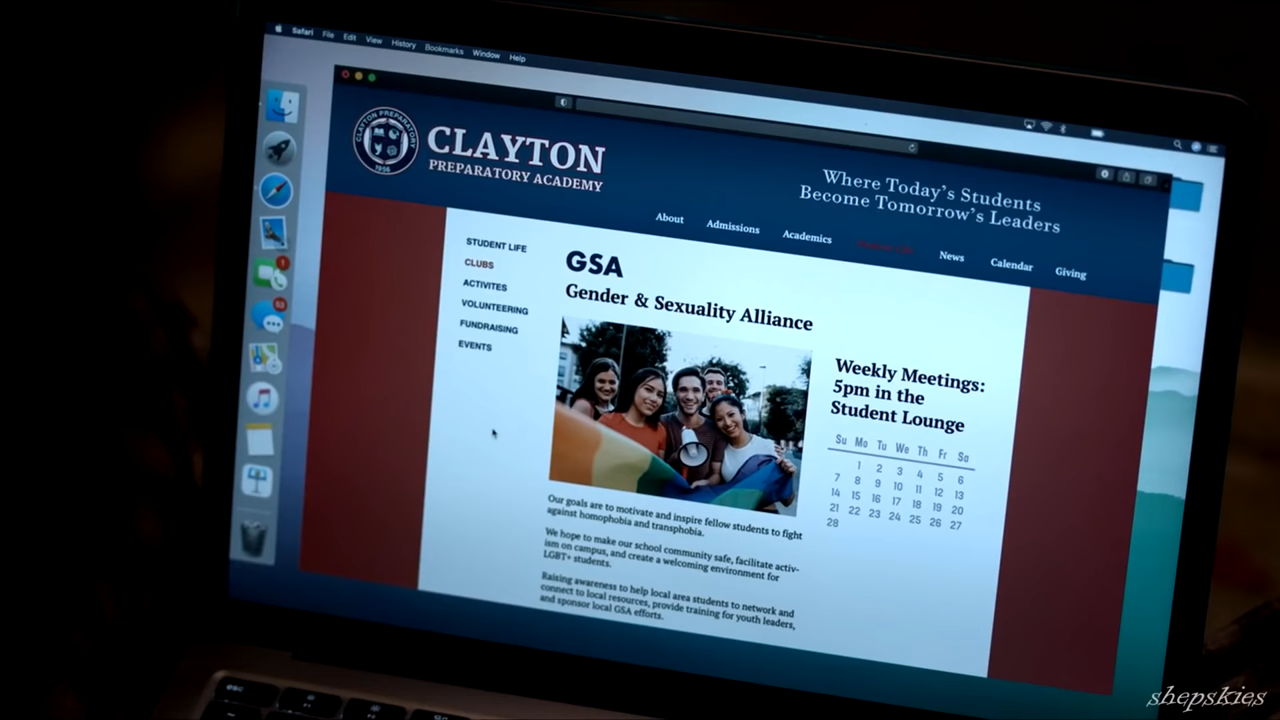 Safari File Edit View History Bookmarks Window Help
CLAYTON PREPARATORY
1956
CLAYTON
PREPARATORY ACADEMY
Where Today's Students
Become Tomorrow's Leaders
About Admissions Academics News Calendar Giving
STUDENT LIFE
CLUBS
ACTIVITES
VOLUNTEERING
FUNDRAISING
EVENTS
GSA
Gender & Sexuality Alliance
Our goals are to motivate and inspire fellow students to fight
against homophobia and transphobia.
We hope to make our school community safe, facilitate activ-
ism on campus, and create a welcoming environment for
LGBT+ students.
Raising awareness to help local area students to network and
connect to local resources, provide training for youth leaders,
and sponsor local GSA efforts.
Weekly Meetings:
5pm in the
Student Lounge
Su Mo Tu We Th Fr Sa
1 2 3 4 5 6
7 8 9 10 11 12 13
14 15 16 17 18 19 20
21 22 23 24 25 26 27
28
1
53
esc
shepskies